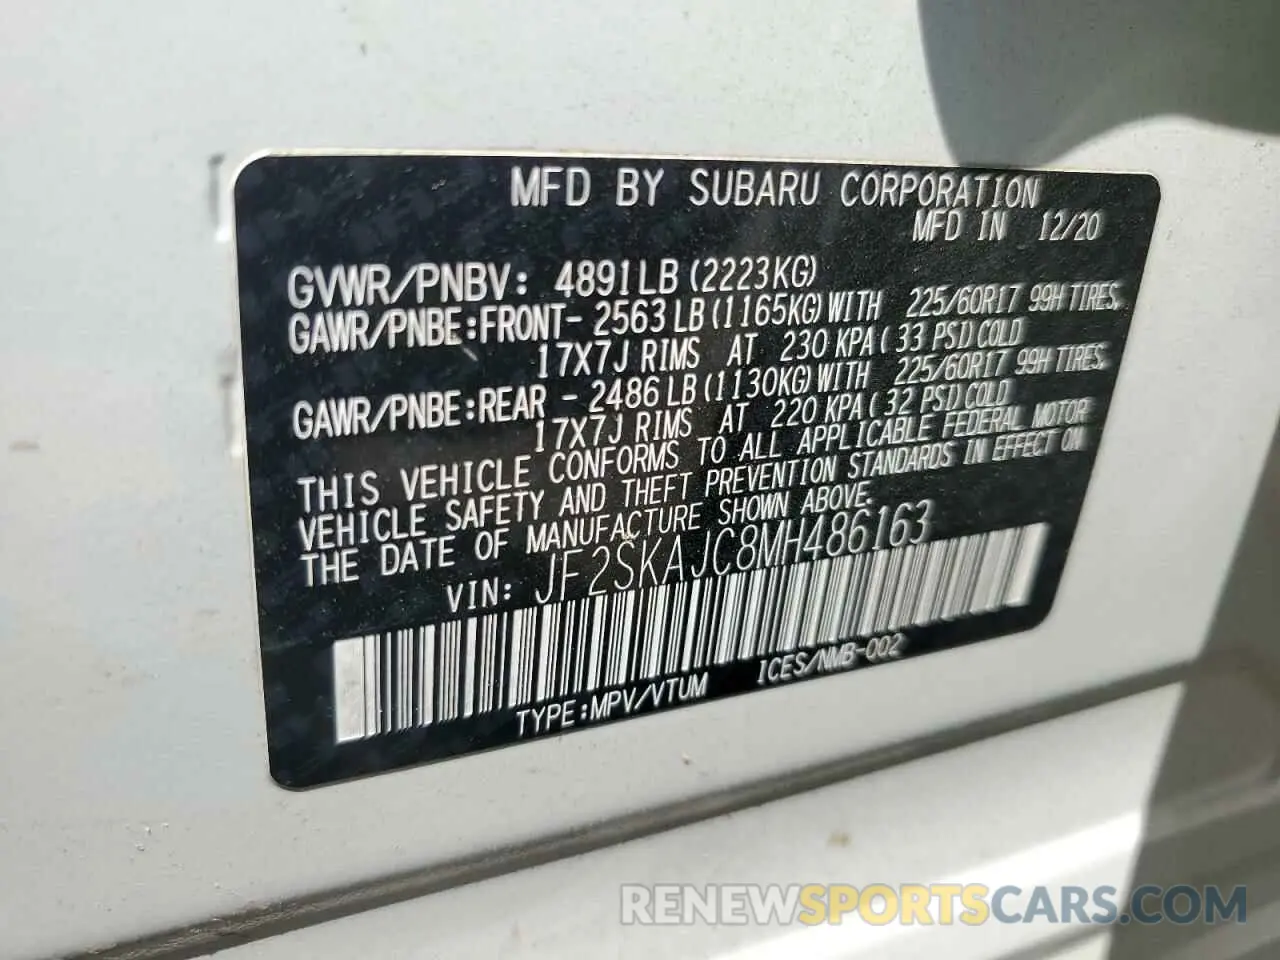 MFD BY SUBARU CORPORATION
MFD IN 12/20
GVWR/PNBV: 4891LB (2223KG)
GAWR/PNBE:FRONT- 2563 LB (1165KG) WITH 225/60R17 99H TIRES,
17X7J RIMS AT 230 KPA ( 33 PSI) COLD
GAWR/PNBE:REAR - 2486 LB (1130KG) WITH 225/60R17 99H TIRES,
17X7J RIMS AT 220 KPA ( 32 PSI) COLD
THIS VEHICLE CONFORMS TO ALL APPLICABLE FEDERAL MOTOR
VEHICLE SAFETY AND THEFT PREVENTION STANDARDS IN EFFECT ON
THE DATE OF MANUFACTURE SHOWN ABOVE.
VIN: JF2SKAJC8MH486163
TYPE:MPV/VTUM ICES/NMB-002
RENEWSPORTSCARS.COM